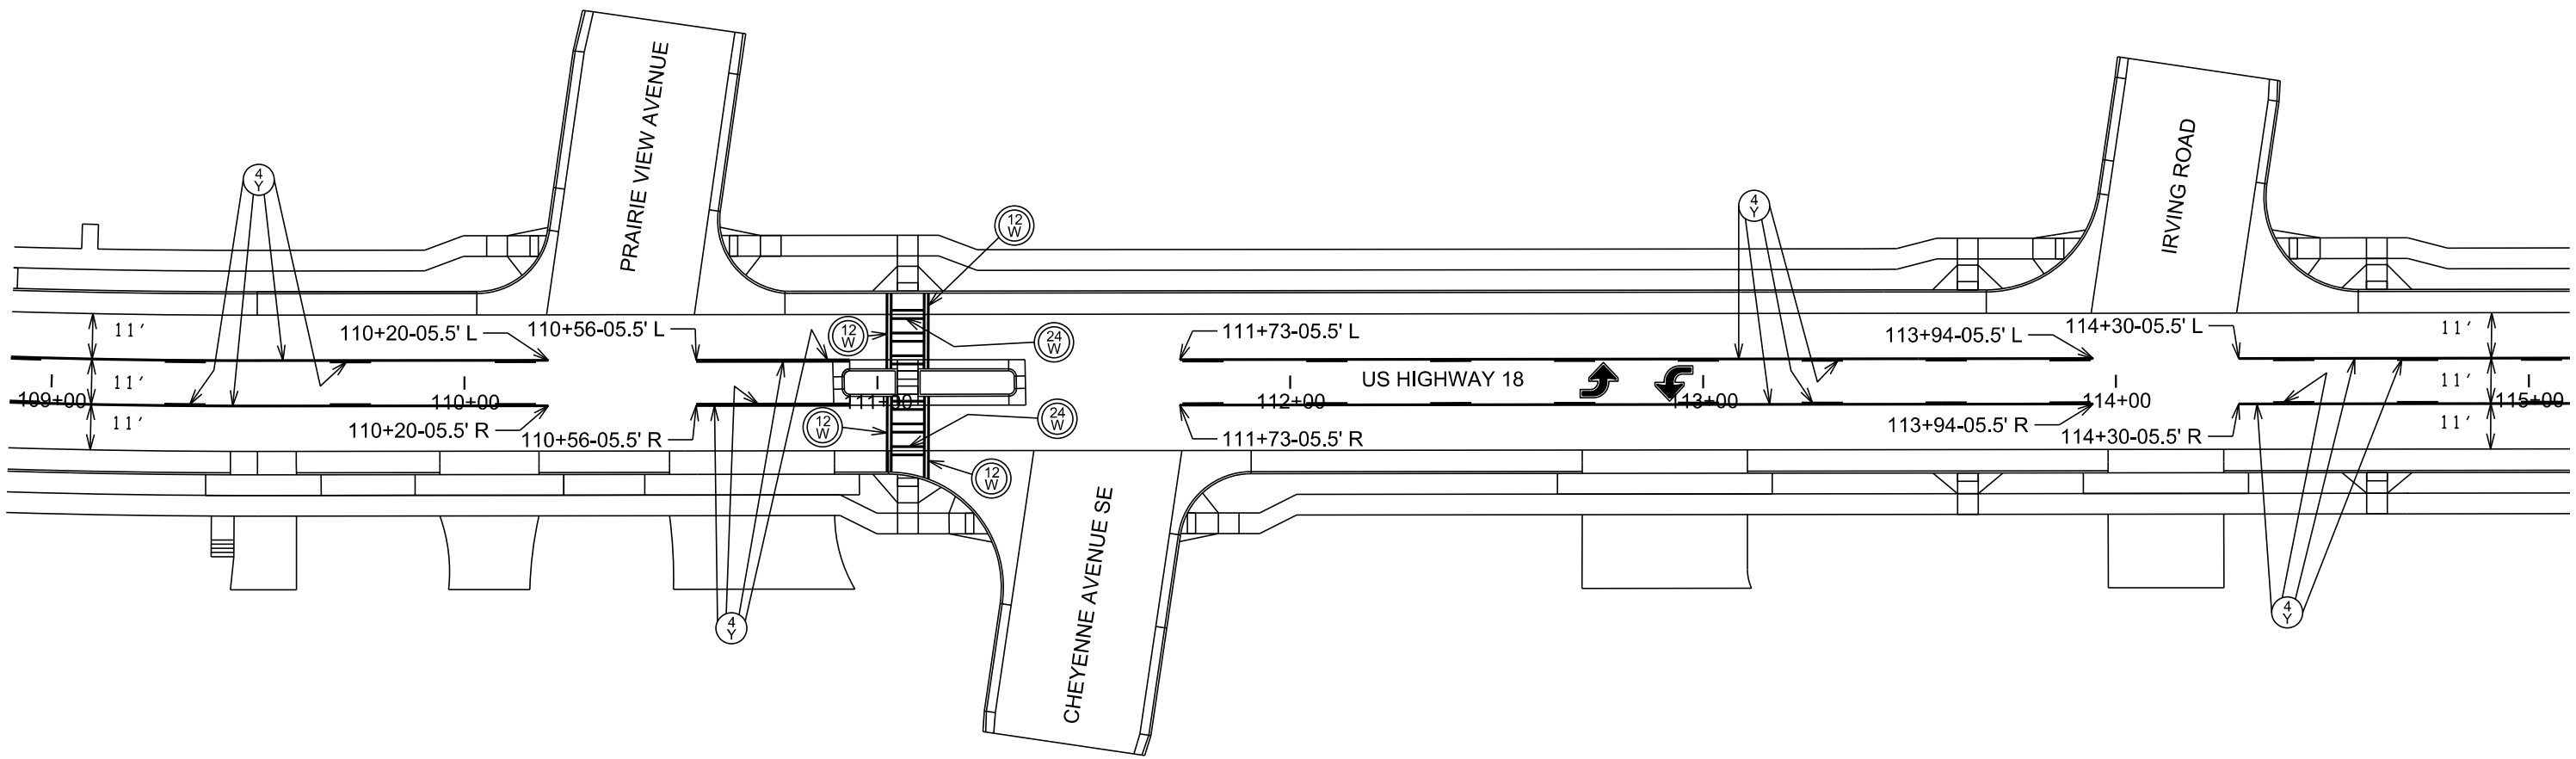 PRAIRIE VIEW AVENUE
IRVING ROAD
4
Y
12
W
4
Y
11'
110+20-05.5' L
110+56-05.5' L
12
W
24
W
111+73-05.5' L
113+94-05.5' L
114+30-05.5' L
11'
11'
US HIGHWAY 18
11'
109+00
110+00
111+00
112+00
113+00
114+00
115+00
11'
110+20-05.5' R
110+56-05.5' R
12
W
24
W
111+73-05.5' R
113+94-05.5' R
114+30-05.5' R
11'
12
W
CHEYENNE AVENUE SE
4
Y
4
Y